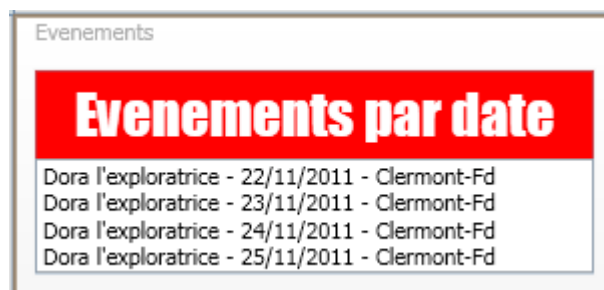 Evenements
Evenements par date
Dora l'exploratrice - 22/11/2011 - Clermont-Fd
Dora l'exploratrice - 23/11/2011 - Clermont-Fd
Dora l'exploratrice - 24/11/2011 - Clermont-Fd
Dora l'exploratrice - 25/11/2011 - Clermont-Fd